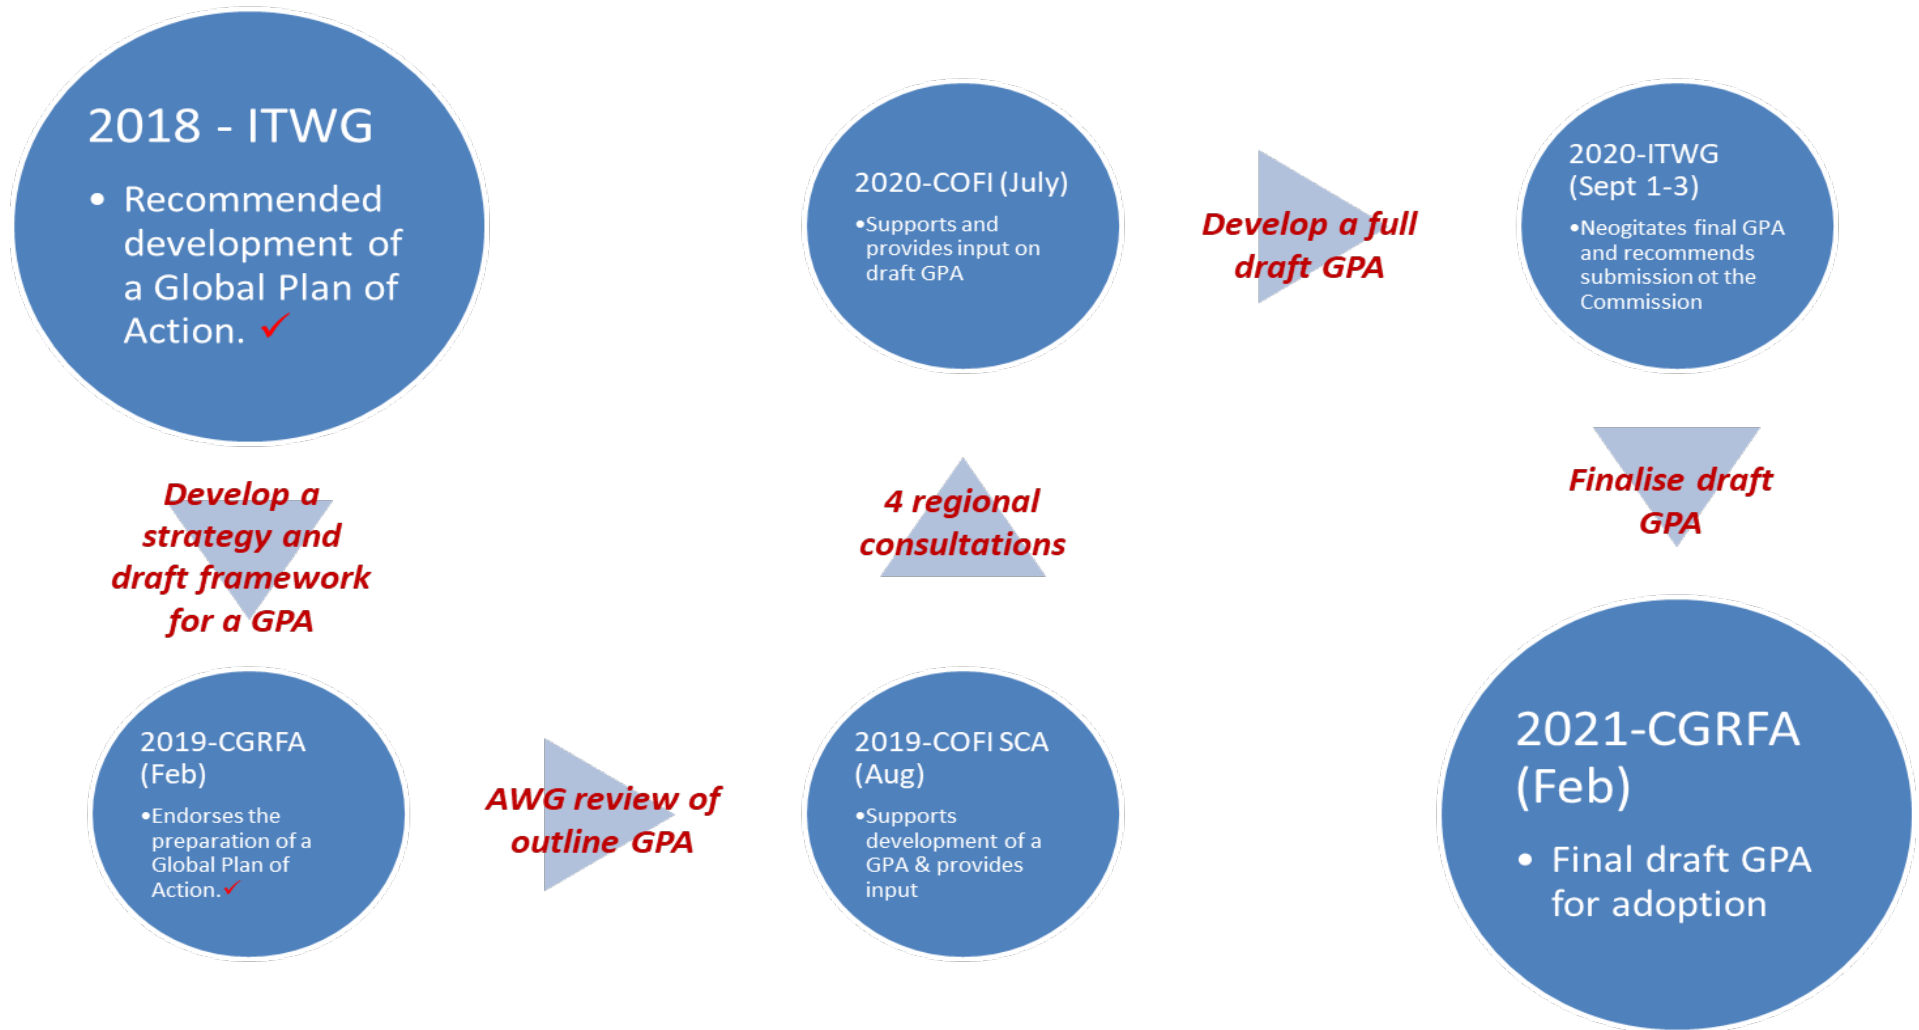 2018 - ITWG
• Recommended
development of
a Global Plan of
Action. ✓
Develop a
strategy and
draft framework
for a GPA
2019-CGRFA
(Feb)
•Endorses the
preparation of a
Global Plan of
Action.✓
AWG review of
outline GPA
2019-COFI SCA
(Aug)
•Supports
development of a
GPA & provides
input
4 regional
consultations
2020-COFI (July)
•Supports and
provides input on
draft GPA
Develop a full
draft GPA
2020-ITWG
(Sept 1-3)
•Neogitates final GPA
and recommends
submission ot the
Commission
Finalise draft
GPA
2021-CGRFA
(Feb)
• Final draft GPA
for adoption